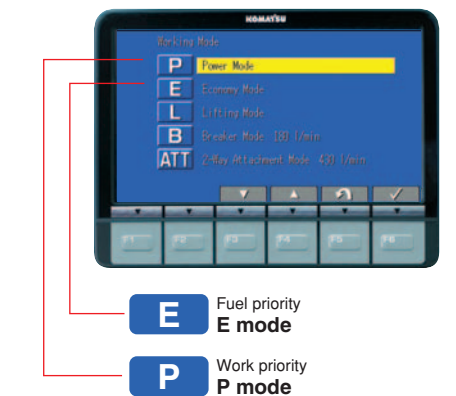 KOMATSU
Working Mode
P Power Mode
E Economy Mode
L Lifting Mode
B Breaker Mode 180 l/min
ATT 2-Way Attachment Mode 430 l/min
F1 F2 F3 F4 F5 F6
E Fuel priority
E mode
P Work priority
P mode